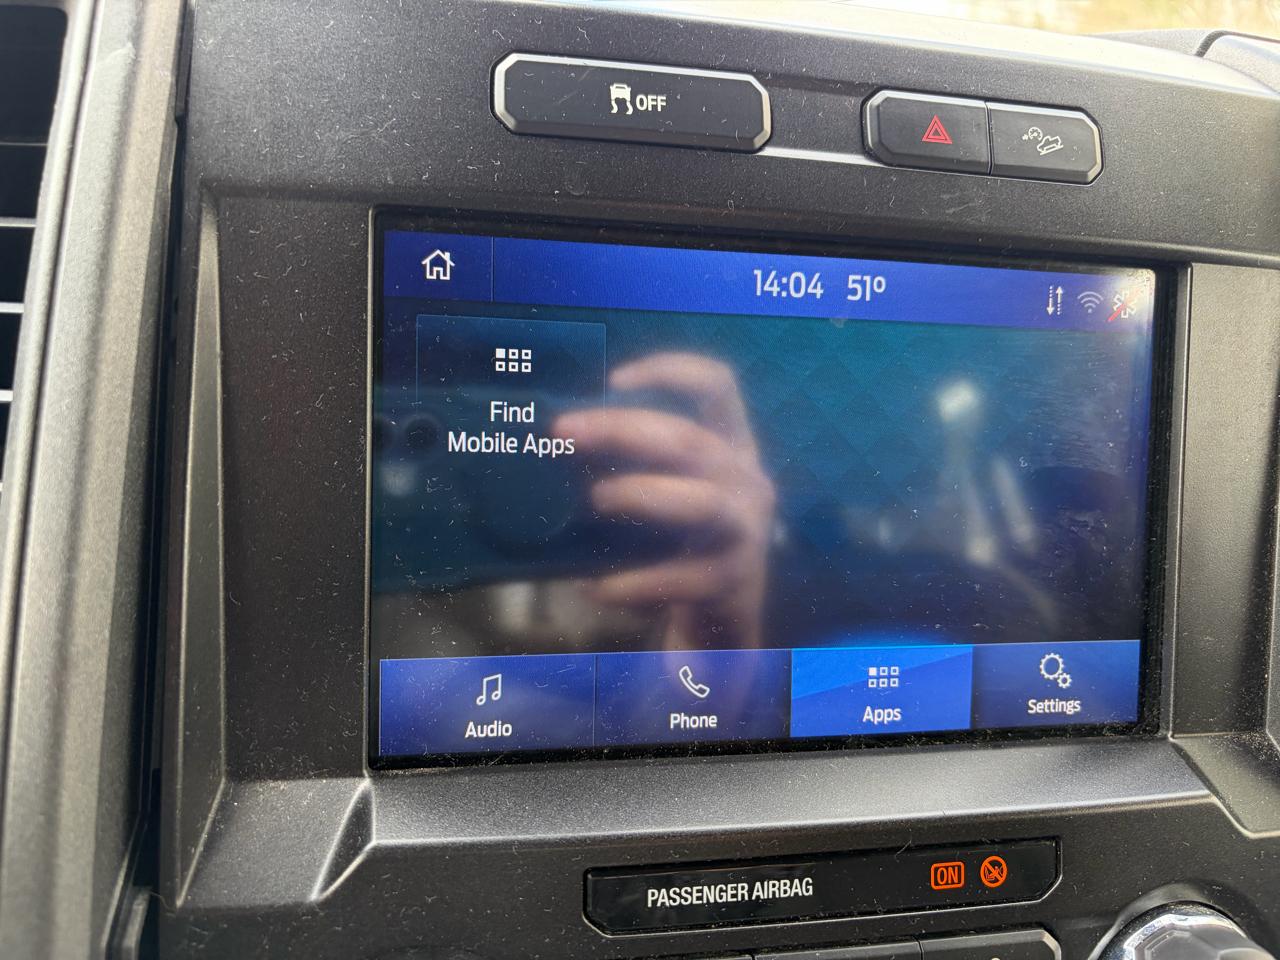 OFF
14:04 51°
Find
Mobile Apps
Audio
Phone
Apps
Settings
PASSENGER AIRBAG
ON